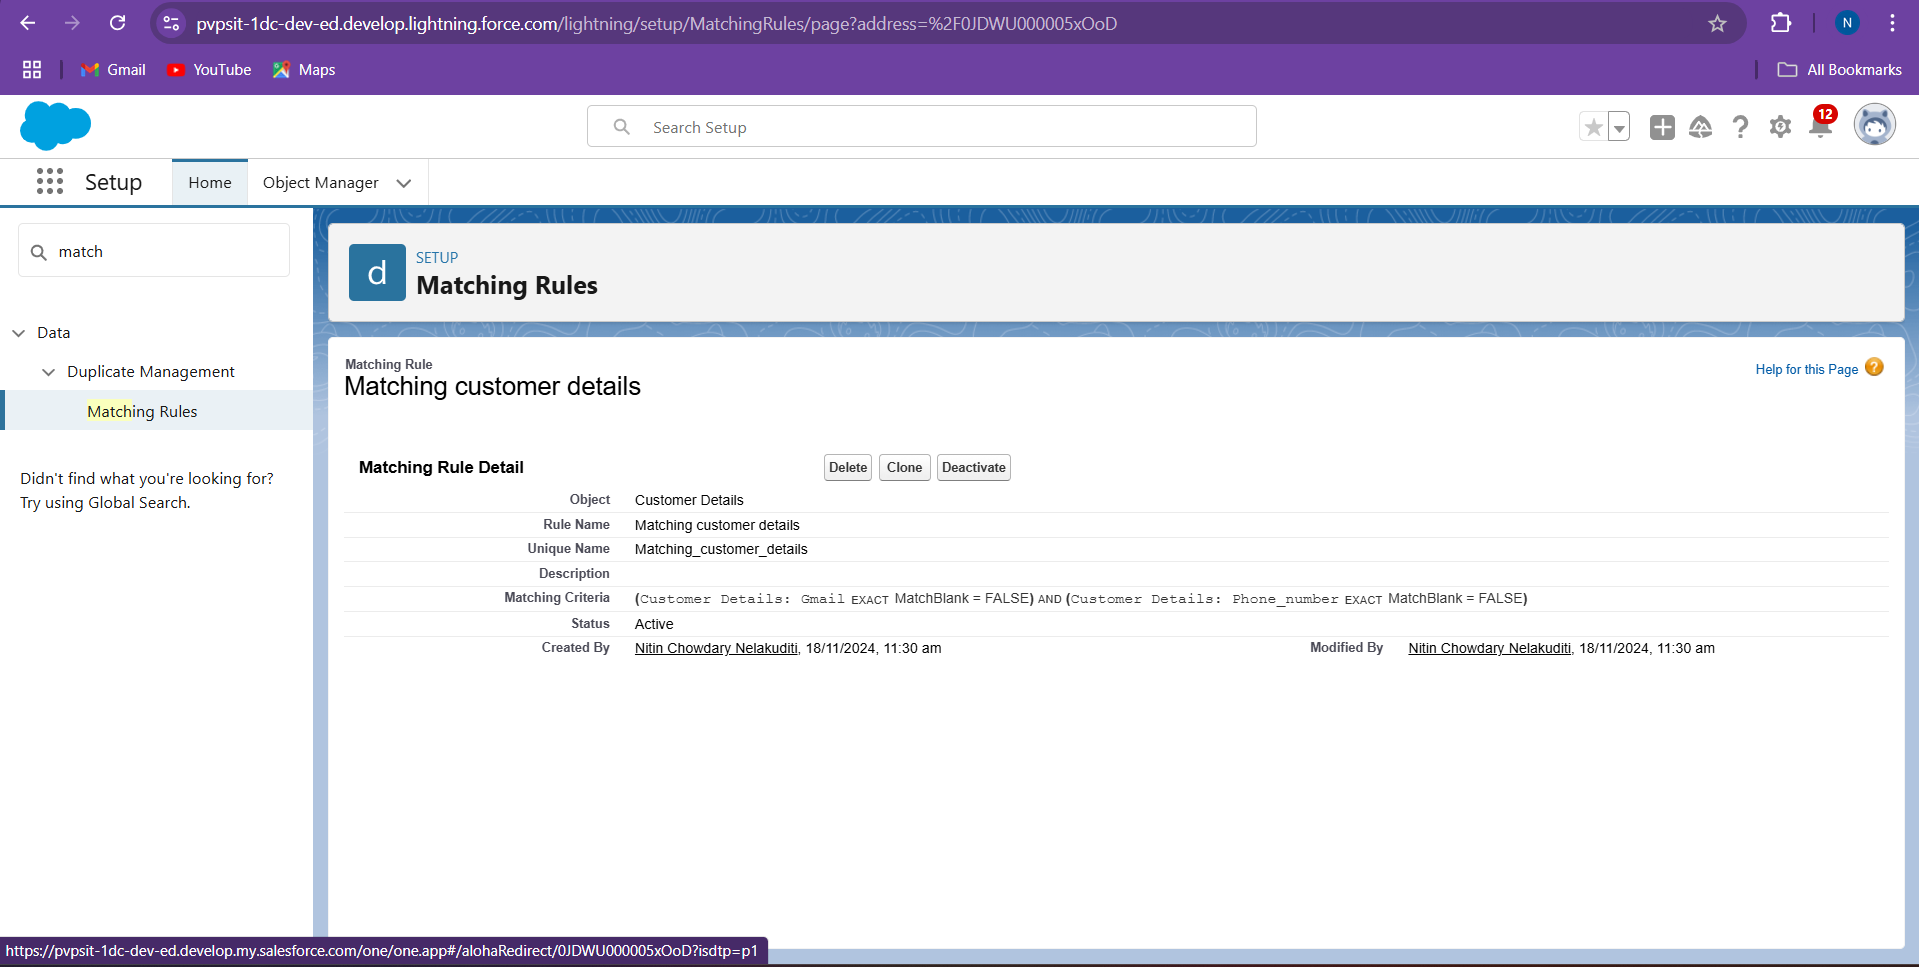 pvpsit-1dc-dev-ed.develop.lightning.force.com/lightning/setup/MatchingRules/page?address=%2F0JDWU000005xOoD
N
Gmail YouTube Maps All Bookmarks
Search Setup
12
Setup Home Object Manager
match
Data
Duplicate Management
Matching Rules
Didn't find what you're looking for?
Try using Global Search.
d
SETUP
Matching Rules
Matching Rule
Matching customer details
Help for this Page ?
Matching Rule Detail Delete Clone Deactivate
Object Customer Details
Rule Name Matching customer details
Unique Name Matching_customer_details
Description
Matching Criteria (Customer Details: Gmail EXACT MatchBlank = FALSE) AND (Customer Details: Phone_number EXACT MatchBlank = FALSE)
Status Active
Created By Nitin Chowdary Nelakuditi, 18/11/2024, 11:30 am Modified By Nitin Chowdary Nelakuditi, 18/11/2024, 11:30 am
https://pvpsit-1dc-dev-ed.develop.my.salesforce.com/one/one.app#/alohaRedirect/0JDWU000005xOoD?isdtp=p1